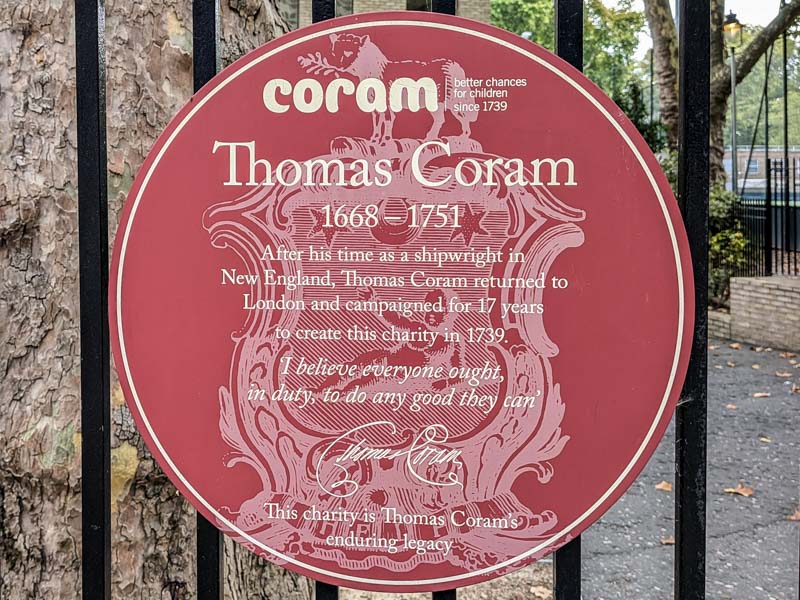 coram
better chances
for children
since 1739
Thomas Coram
1668 – 1751
After his time as a shipwright in
New England, Thomas Coram returned to
London and campaigned for 17 years
to create this charity in 1739.
‘I believe everyone ought,
in duty, to do any good they can’
Thomas Coram
This charity is Thomas Coram's
enduring legacy